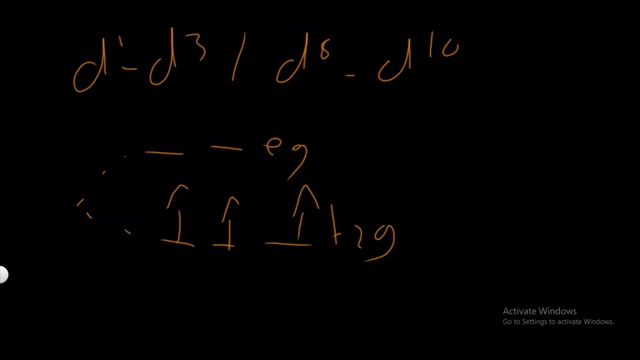 d¹-d³ / d⁸-d¹⁰
eg
t2g
Activate Windows
Go to Settings to activate Windows.